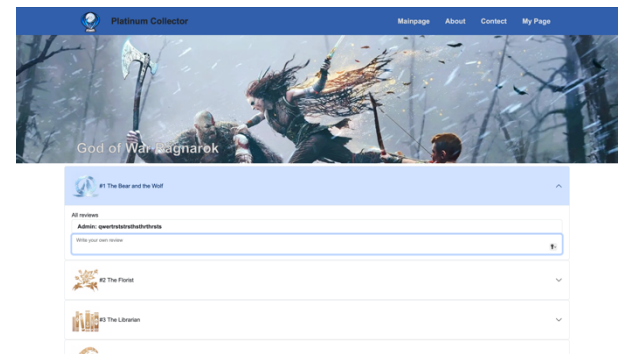 Platinum Collector
Mainpage About Contect My Page
God of War Ragnarok
#1 The Bear and the Wolf
All reviews
Admin: qwertrstsirsthsthrthrsts
Write your own review
#2 The Florist
#3 The Librarian